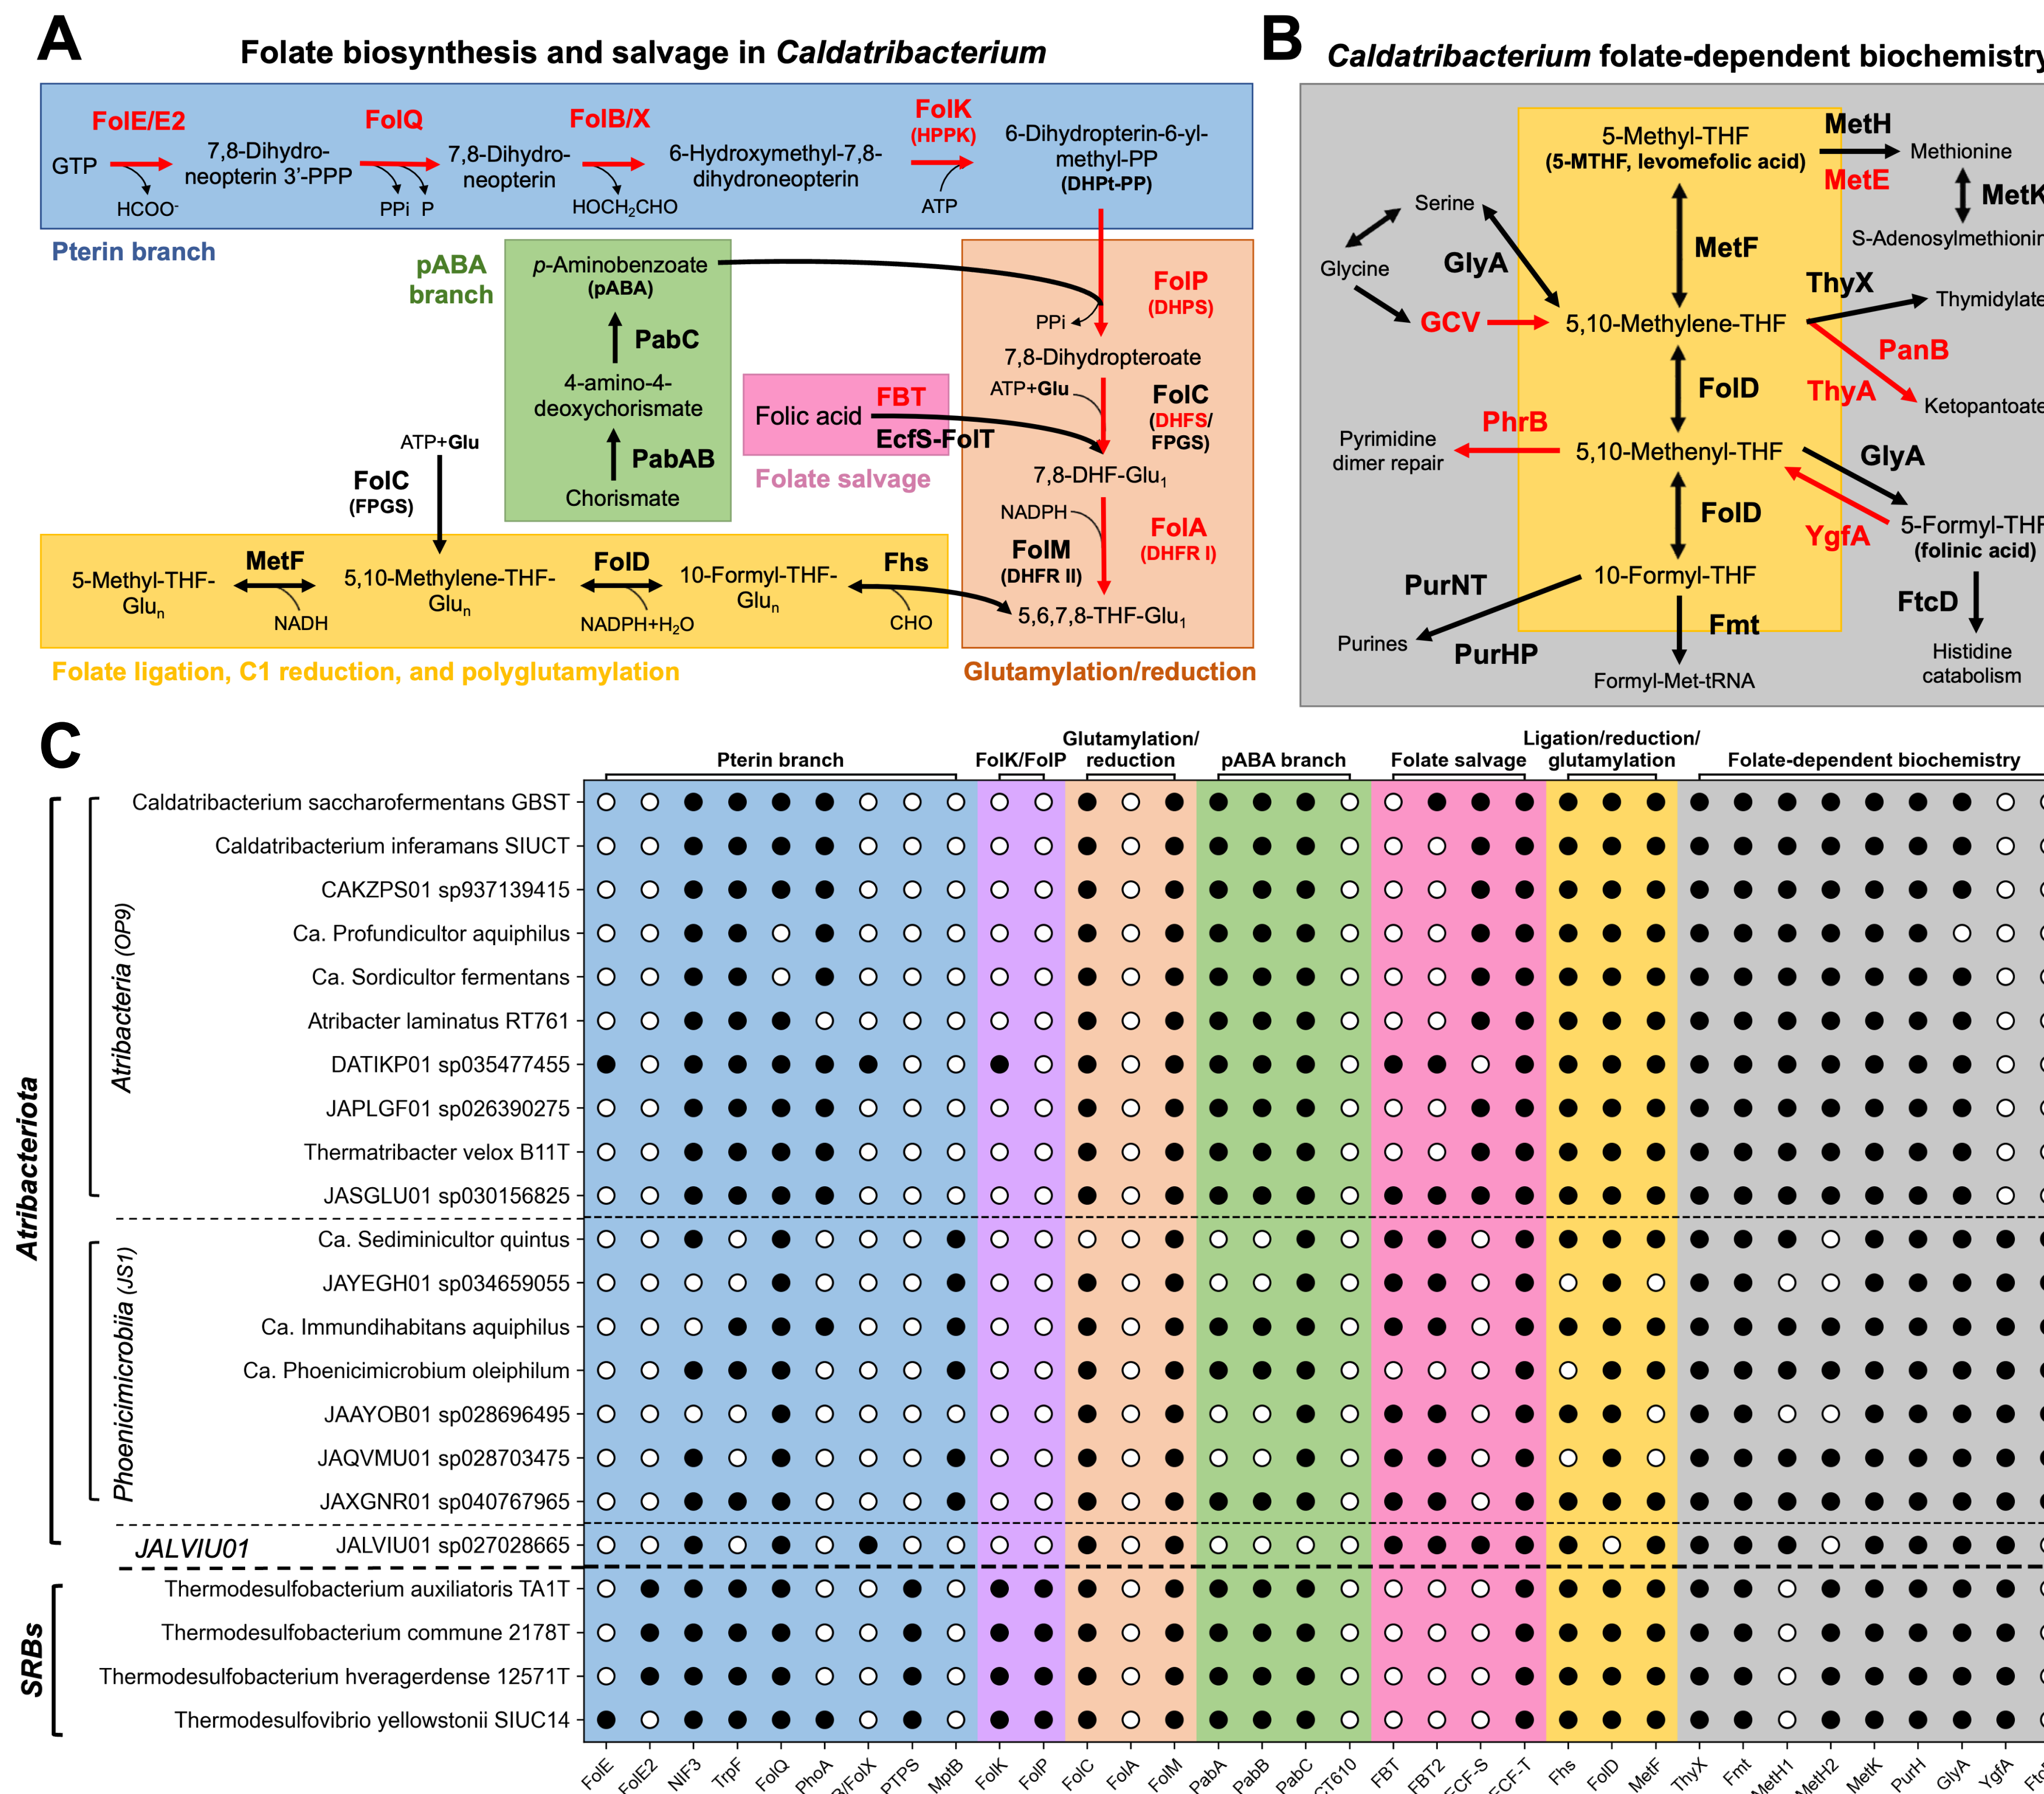 A
Folate biosynthesis and salvage in Caldatribacterium
FolE/E2
FolQ
FolB/X
FolK
(HPPK)
GTP
7,8-Dihydro-
neopterin 3’-PPP
7,8-Dihydro-
neopterin
6-Hydroxymethyl-7,8-
dihydroneopterin
6-Dihydropterin-6-yl-
methyl-PP
(DHPt-PP)
HCOO-
PPi P
HOCH2CHO
ATP
Pterin branch
pABA
branch
p-Aminobenzoate
(pABA)
PabC
4-amino-4-
deoxychorismate
PabAB
Chorismate
FolP
(DHPS)
PPi
7,8-Dihydropteroate
ATP+Glu
FolC
(DHFS/
FPGS)
Folic acid
FBT
EcfS-FolT
Folate salvage
7,8-DHF-Glu1
NADPH
FolM
(DHFR II)
FolA
(DHFR I)
5,6,7,8-THF-Glu1
Glutamylation/reduction
ATP+Glu
FolC
(FPGS)
5-Methyl-THF-
Glun
MetF
NADH
5,10-Methylene-THF-
Glun
FolD
NADPH+H2O
10-Formyl-THF-
Glun
Fhs
CHO
Folate ligation, C1 reduction, and polyglutamylation
B
Caldatribacterium folate-dependent biochemistry
5-Methyl-THF
(5-MTHF, levomefolic acid)
MetH
MetE
Methionine
MetK
Serine
GlyA
Glycine
GCV
MetF
ThyX
Thymidylate
5,10-Methylene-THF
PanB
ThyA
Ketopantoate
FolD
PhrB
Pyrimidine
dimer repair
5,10-Methenyl-THF
GlyA
YgfA
(folinic acid)
FolD
PurNT
10-Formyl-THF
Purines
PurHP
Fmt
Formyl-Met-tRNA
FtcD
Histidine
catabolism
C
Pterin branch
FolK/FolP
Glutamylation/
reduction
pABA branch
Folate salvage
Ligation/reduction/
glutamylation
Folate-dependent biochemistry
Atribacteriota
Atribacteria (OP9)
Caldatribacterium saccharofermentans GBST
Caldatribacterium inferamans SIUCT
CAKZPS01 sp937139415
Ca. Profundicultor aquiphilus
Ca. Sordicultor fermentans
Atribacter laminatus RT761
DATIKP01 sp035477455
JAPLGF01 sp026390275
Thermatribacter velox B11T
JASGLU01 sp030156825
Phoenicimicrobiia (JS1)
Ca. Sediminicultor quintus
JAYEGH01 sp034659055
Ca. Immundihabitans aquiphilus
Ca. Phoenicimicrobium oleiphilum
JAAYOB01 sp028696495
JAQVMU01 sp028703475
JAXGNR01 sp040767965
JALVIU01
JALVIU01 sp027028665
SRBs
Thermodesulfobacterium auxiliatoris TA1T
Thermodesulfobacterium commune 2178T
Thermodesulfobacterium hveragerdense 12571T
Thermodesulfovibrio yellowstonii SIUC14
FolE
FolE2
NIF3
TrpF
FolQ
PhoA
B/FolX
PTPS
MptB
FolK
FolP
FolC
FolA
FolM
PabA
PabB
PabC
CT610
FBT
FBT2
ECF-S
ECF-T
Fhs
FolD
MetF
ThyX
Fmt
MetH1
MetH2
MetK
PurH
GlyA
YgfA